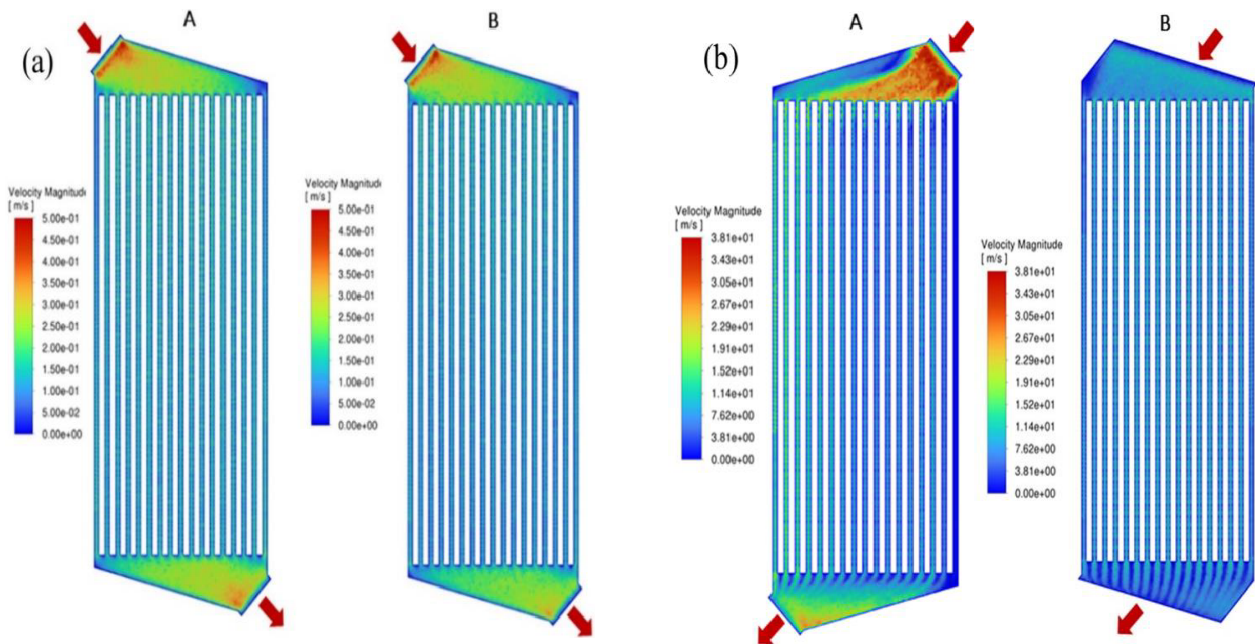 A
B
(a)
Velocity Magnitude
[ m/s ]
5.00e-01
4.50e-01
4.00e-01
3.50e-01
3.00e-01
2.50e-01
2.00e-01
1.50e-01
1.00e-01
5.00e-02
0.00e+00
Velocity Magnitude
[ m/s ]
5.00e-01
4.50e-01
4.00e-01
3.50e-01
3.00e-01
2.50e-01
2.00e-01
1.50e-01
1.00e-01
5.00e-02
0.00e+00
(b)
A
B
Velocity Magnitude
[ m/s ]
3.81e+01
3.43e+01
3.05e+01
2.67e+01
2.29e+01
1.91e+01
1.52e+01
1.14e+01
7.62e+00
3.81e+00
0.00e+00
Velocity Magnitude
[ m/s ]
3.81e+01
3.43e+01
3.05e+01
2.67e+01
2.29e+01
1.91e+01
1.52e+01
1.14e+01
7.62e+00
3.81e+00
0.00e+00